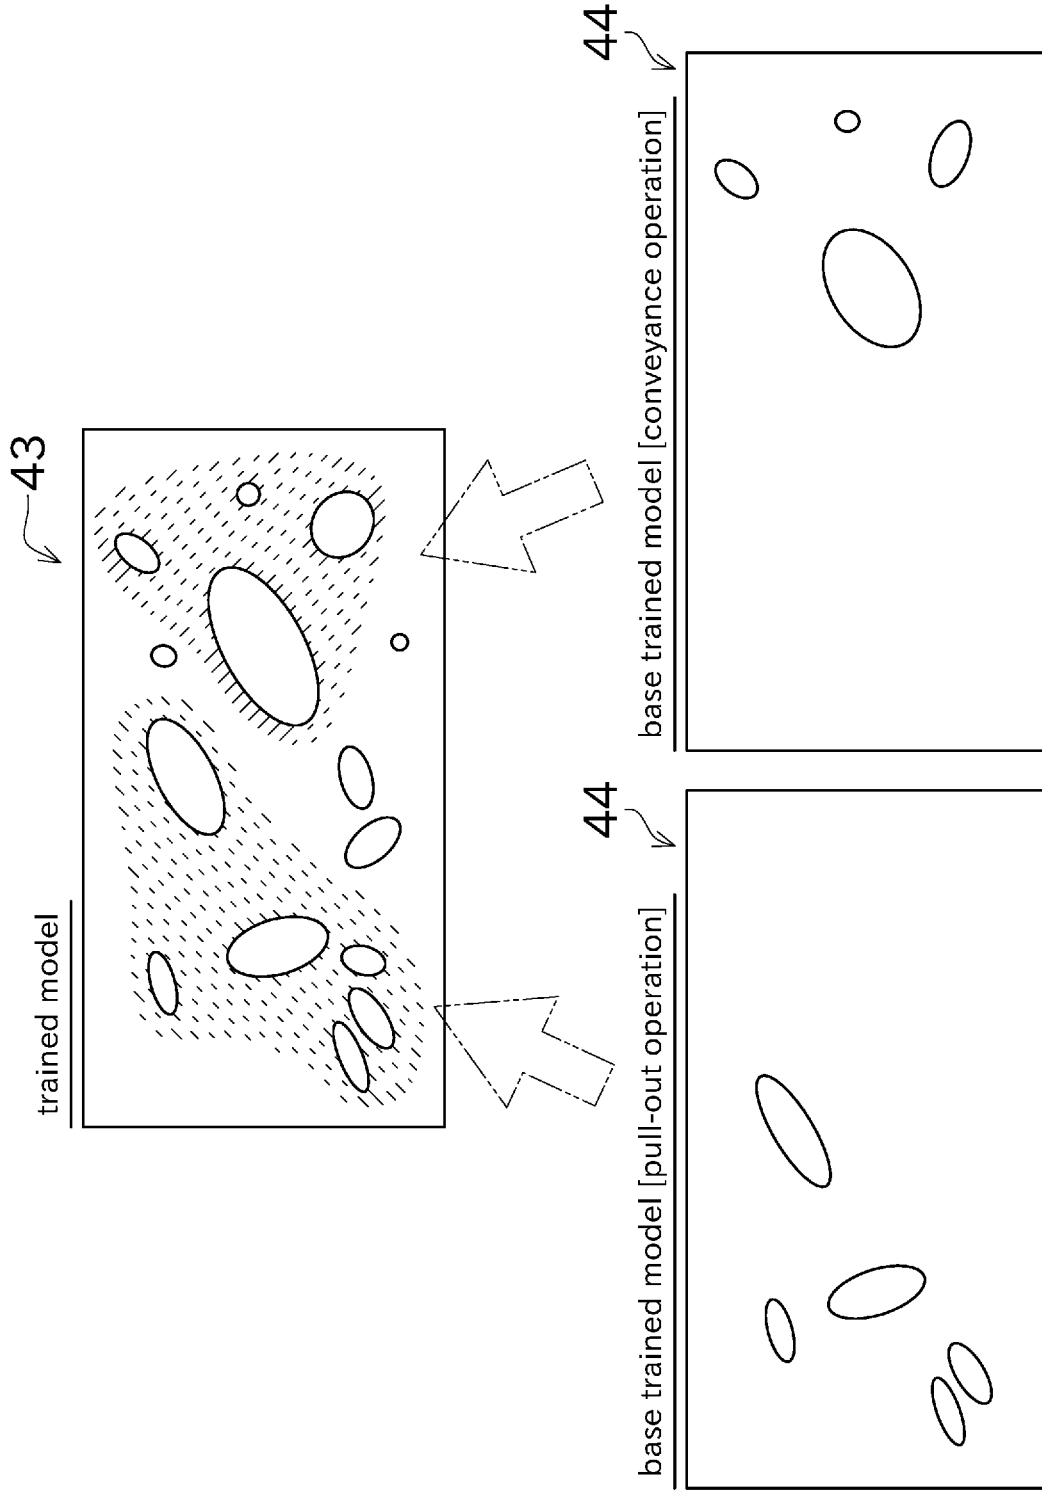 trained model
43
base trained model [pull-out operation]
44
base trained model [conveyance operation]
44